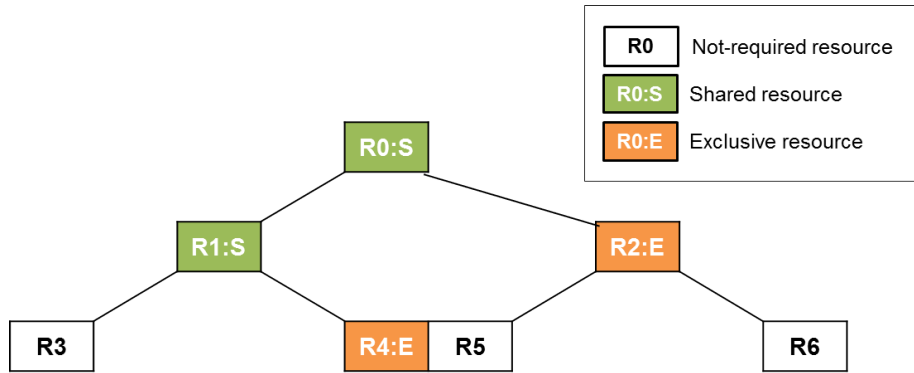 R0 Not-required resource
R0:S Shared resource
R0:E Exclusive resource
R0:S
R1:S R2:E
R3 R4:E R5 R6